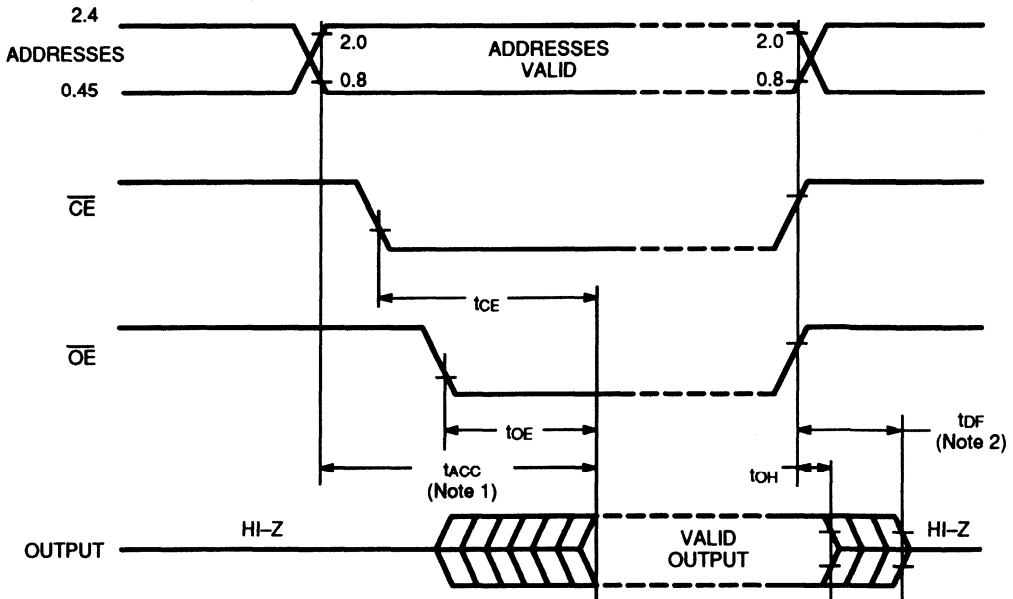 2.4
ADDRESSES
0.45
2.0
0.8
ADDRESSES
VALID
2.0
0.8
CE
tCE
OE
tOE
tACC
(Note 1)
tDF
(Note 2)
tOH
OUTPUT
HI–Z
VALID
OUTPUT
HI–Z